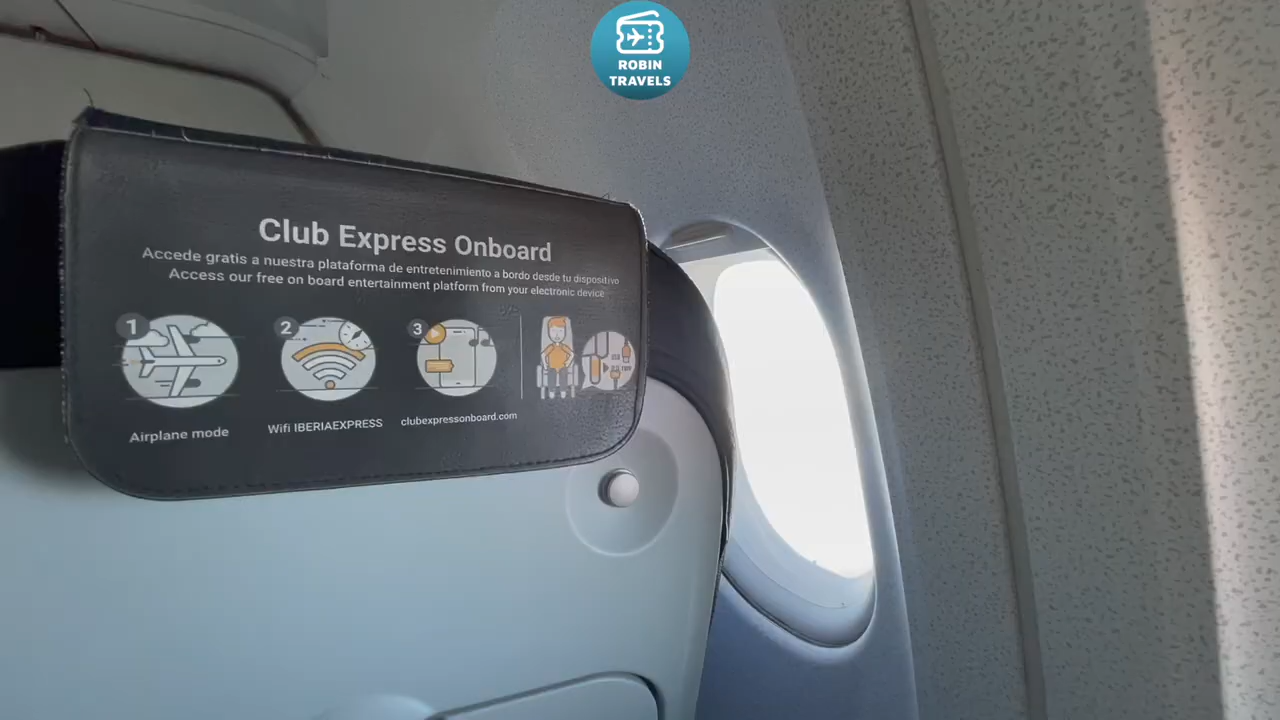 ROBIN
TRAVELS
Club Express Onboard
Accede gratis a nuestra plataforma de entretenimiento a bordo desde tu dispositivo
Access our free on board entertainment platform from your electronic device
1
2
3
Airplane mode
Wifi IBERIAEXPRESS
clubexpressonboard.com